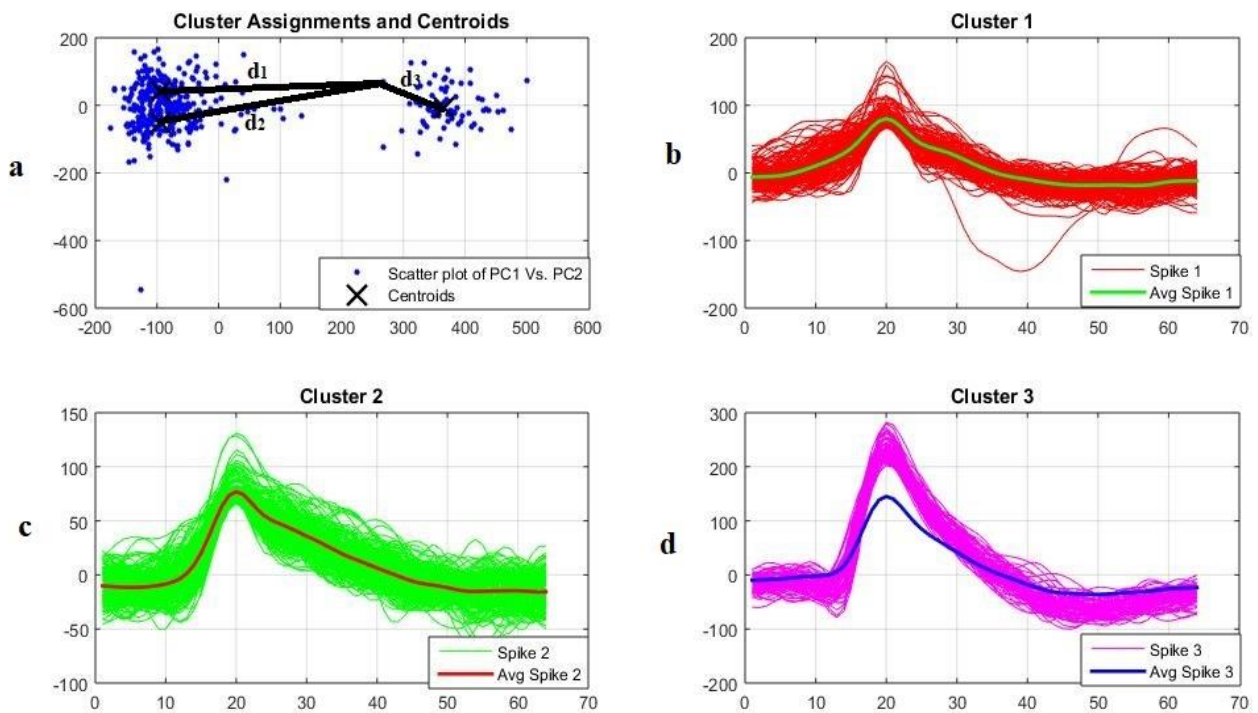 Cluster Assignments and Centroids
200
0
-200
-400
-600
-200 -100 0 100 200 300 400 500 600
d1
d2
d3
Scatter plot of PC1 Vs. PC2
Centroids
a
Cluster 1
200
100
0
-100
-200
0 10 20 30 40 50 60 70
Spike 1
Avg Spike 1
b
Cluster 2
150
100
50
0
-50
-100
0 10 20 30 40 50 60 70
Spike 2
Avg Spike 2
c
Cluster 3
300
200
100
0
-100
-200
0 10 20 30 40 50 60 70
Spike 3
Avg Spike 3
d